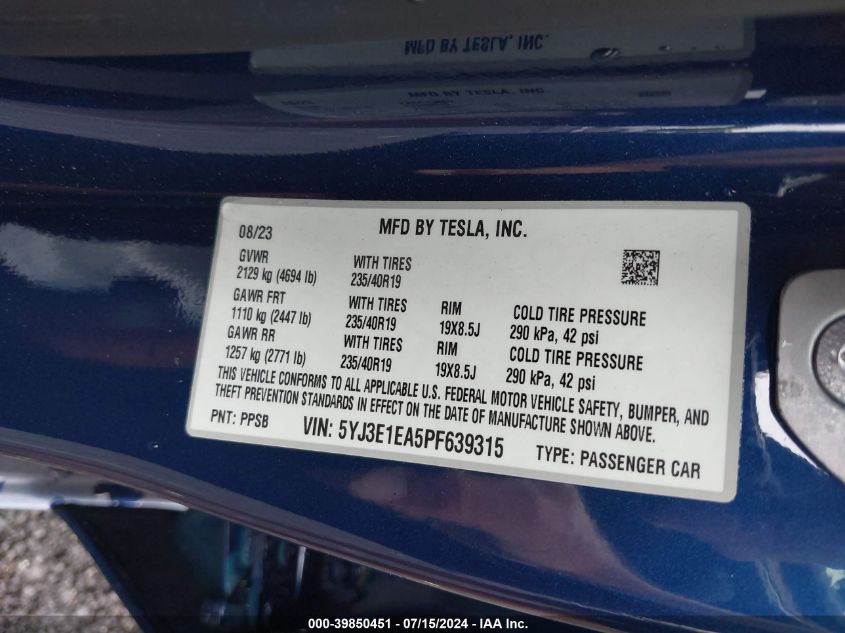 MFD BY TESLA, INC.
MFD BY TESLA, INC.
08/23 MFD BY TESLA, INC.
GVWR
2129 kg (4694 lb) WITH TIRES
235/40R19
GAWR FRT
1110 kg (2447 lb) WITH TIRES
235/40R19 RIM
19X8.5J COLD TIRE PRESSURE
290 kPa, 42 psi
GAWR RR
1257 kg (2771 lb) WITH TIRES
235/40R19 RIM
19X8.5J COLD TIRE PRESSURE
290 kPa, 42 psi
THIS VEHICLE CONFORMS TO ALL APPLICABLE U.S. FEDERAL MOTOR VEHICLE SAFETY, BUMPER, AND
THEFT PREVENTION STANDARDS IN EFFECT ON THE DATE OF MANUFACTURE SHOWN ABOVE.
PNT: PPSB VIN: 5YJ3E1EA5PF639315 TYPE: PASSENGER CAR
000-39850451 - 07/15/2024 - IAA Inc.